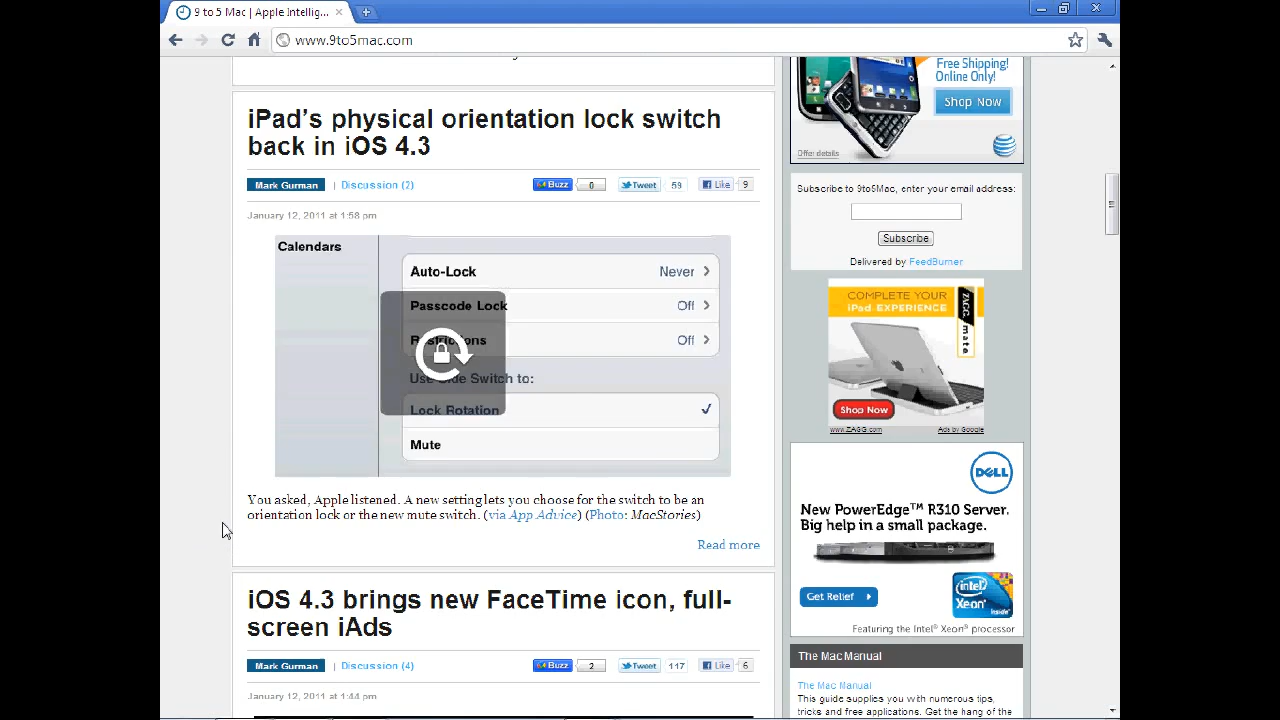 9 to 5 Mac | Apple Intellig...
www.9to5mac.com
iPad's physical orientation lock switch
back in iOS 4.3
Mark Gurman | Discussion (2)
Buzz 0 Tweet 59 Like 9
January 12, 2011 at 1:58 pm
Calendars
Auto-Lock Never
Passcode Lock Off
Restrictions Off
Use Side Switch to:
Lock Rotation
Mute
You asked, Apple listened. A new setting lets you choose for the switch to be an
orientation lock or the new mute switch. (via App Advice) (Photo: MacStories)
Read more
iOS 4.3 brings new FaceTime icon, full-
screen iAds
Mark Gurman | Discussion (4)
Buzz 2 Tweet 117 Like 6
January 12, 2011 at 1:44 pm
Free Shipping!
Online Only!
Shop Now
Offer details
at&t
Subscribe to 9to5Mac, enter your email address:
Subscribe
Delivered by FeedBurner
COMPLETE YOUR
iPad EXPERIENCE
ZAGG mate
Shop Now
www.ZAGG.com Ads by Google
DELL
New PowerEdge™ R310 Server.
Big help in a small package.
Get Relief
intel
Xeon
inside™
Featuring the Intel® Xeon® processor
The Mac Manual
The Mac Manual
This guide supplies you with numerous tips,
tricks and free applications. Get the hang of the